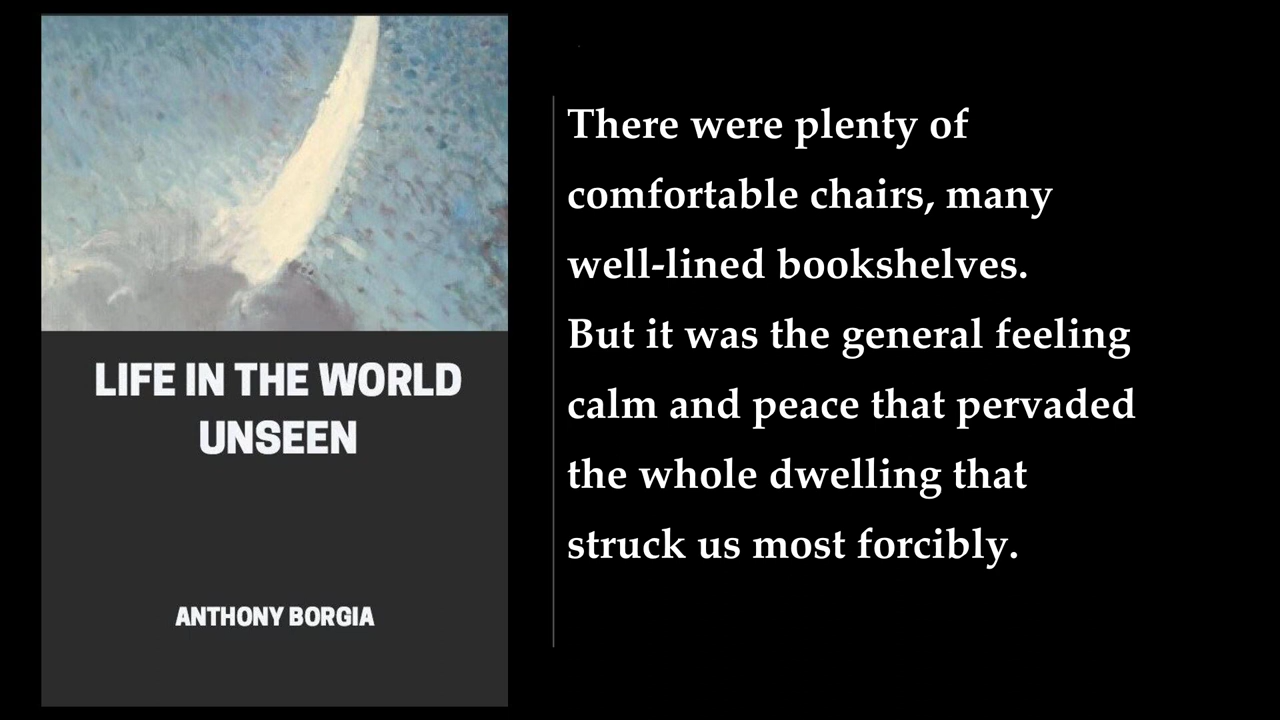 LIFE IN THE WORLD
UNSEEN
ANTHONY BORGIA
There were plenty of
comfortable chairs, many
well-lined bookshelves.
But it was the general feeling
calm and peace that pervaded
the whole dwelling that
struck us most forcibly.